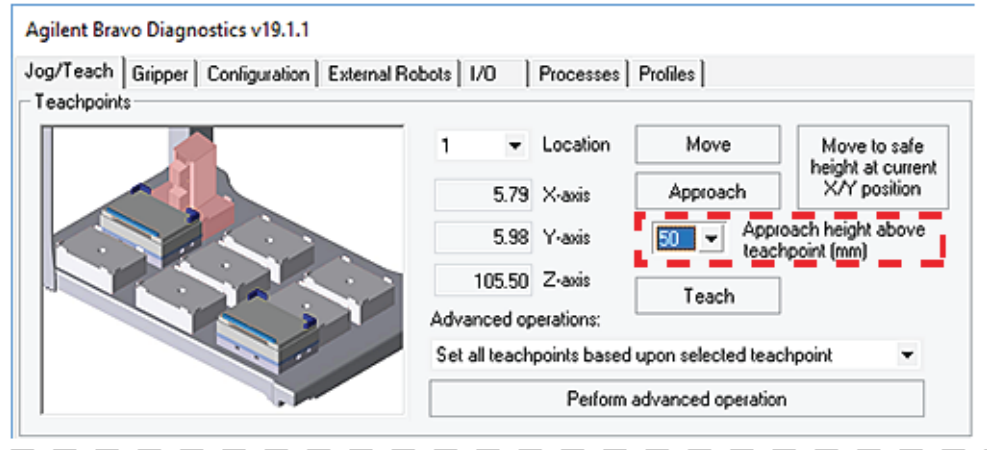 Agilent Bravo Diagnostics v19.1.1
Jog/Teach Gripper Configuration External Robots I/O Processes Profiles
Teachpoints
1 Location
5.79 X-axis
5.98 Y-axis
105.50 Z-axis
Move
Approach
50 Approach height above
teachpoint (mm)
Teach
Move to safe
height at current
X/Y position
Advanced operations:
Set all teachpoints based upon selected teachpoint
Perform advanced operation